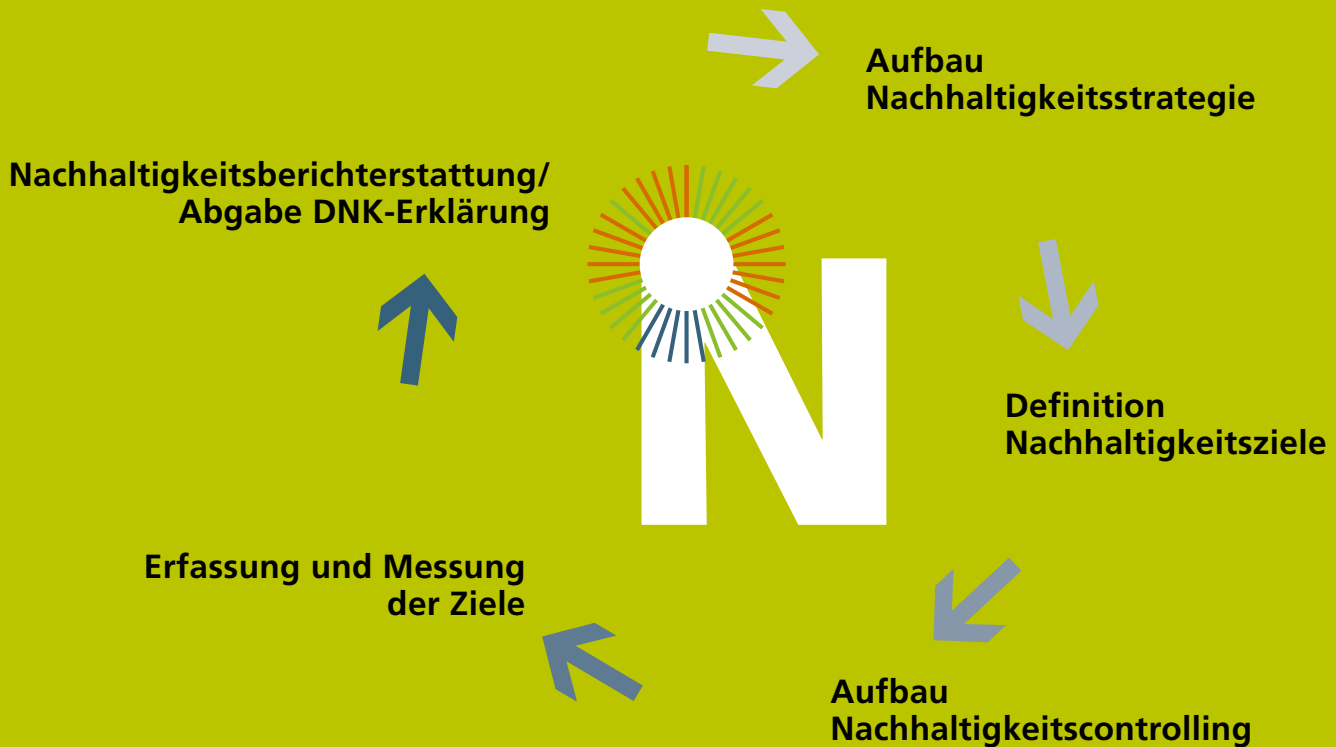 Aufbau
Nachhaltigkeitsstrategie
Nachhaltigkeitsberichterstattung/
Abgabe DNK-Erklärung
N
Definition
Nachhaltigkeitsziele
Erfassung und Messung
der Ziele
Aufbau
Nachhaltigkeitscontrolling